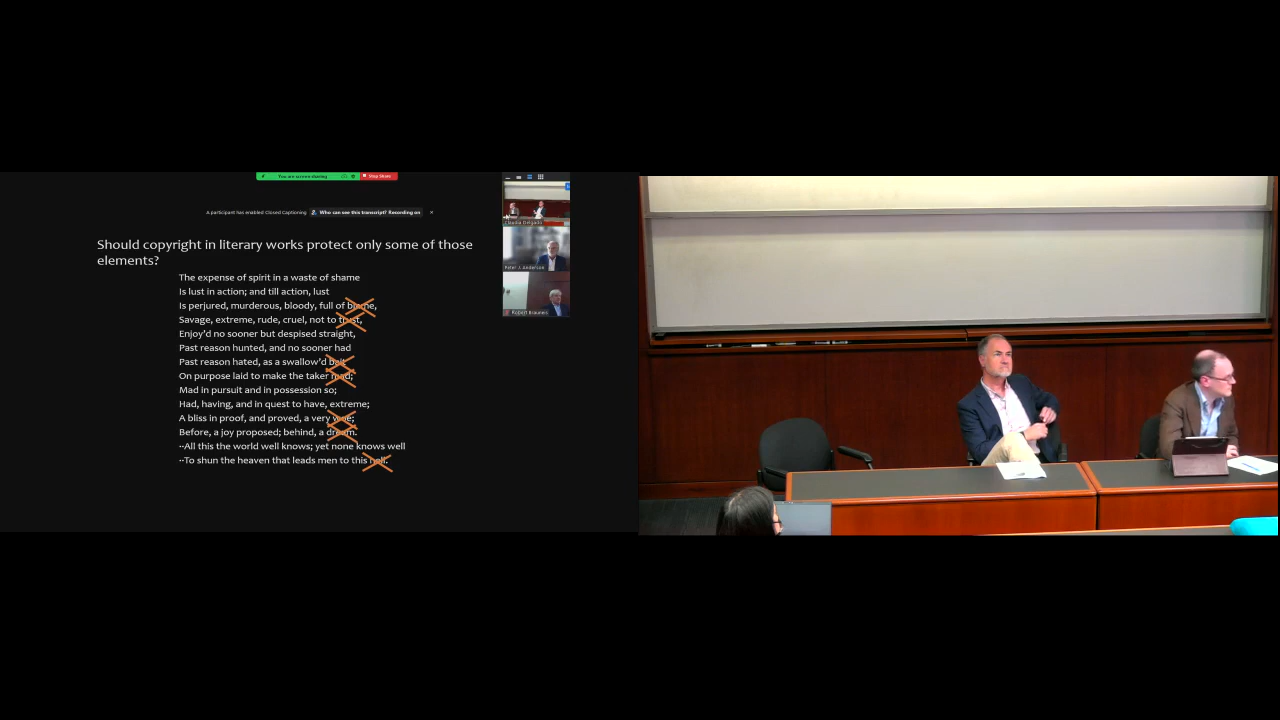 You are screen sharing
Stop Share
A participant has enabled Closed Captioning
Who can see this transcript? Recording on
Claudia Delgado
Peter J. Anderson
Robert Brauneis
Should copyright in literary works protect only some of those
elements?
The expense of spirit in a waste of shame
Is lust in action; and till action, lust
Is perjured, murderous, bloody, full of blame,
Savage, extreme, rude, cruel, not to trust,
Enjoy'd no sooner but despised straight,
Past reason hunted, and no sooner had
Past reason hated, as a swallow'd bait
On purpose laid to make the taker mad;
Mad in pursuit and in possession so;
Had, having, and in quest to have, extreme;
A bliss in proof, and proved, a very woe;
Before, a joy proposed; behind, a dream.
··All this the world well knows; yet none knows well
··To shun the heaven that leads men to this hell.